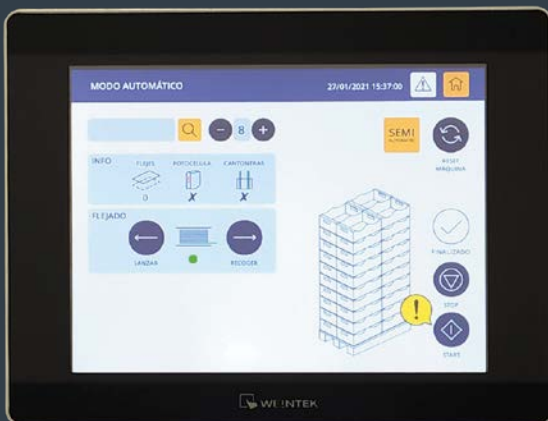 MODO AUTOMÁTICO
27/01/2021 15:37:00
8
SEMI
AUTOMÁTICO
RESET
MÁQUINA
INFO
FLEJES
FOTOCÉLULA
CANTONERAS
0
X
X
FLEJADO
LANZAR
RECOGER
FINALIZADO
STOP
!
START
WEINTEK